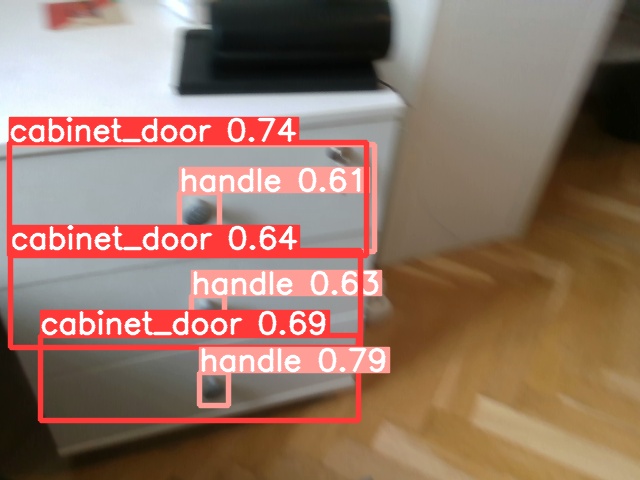 cabinet_door 0.74
handle 0.61
cabinet_door 0.64
handle 0.63
cabinet_door 0.69
handle 0.79